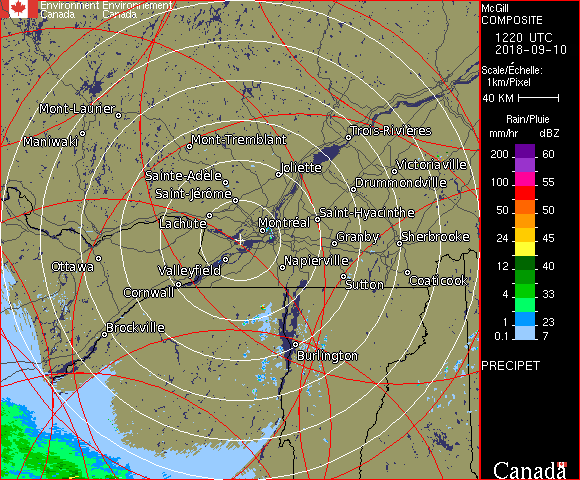 Environment Environnement
Canada Canada
McGill
COMPOSITE
1220 UTC
2018-09-10
Scale/Échelle:
1km/Pixel
40 KM
Rain/Pluie
mm/hr dBZ
200 60
155 65
100 55
50 50
24 45
12 40
4 33
1 23
0.1 7
PRECIPET
Canada
Mont-Laurier
Maniwaki
Mont-Tremblant
Trois-Rivières
Joliette
Victoriaville
Sainte-Adèle
Drummondville
Saint-Jérôme
Saint-Hyacinthe
Lachute
Montréal
Granby
Sherbrooke
Ottawa
Valleyfield
Napierville
Cornwall
Sutton
Coaticook
Brockville
Burlington